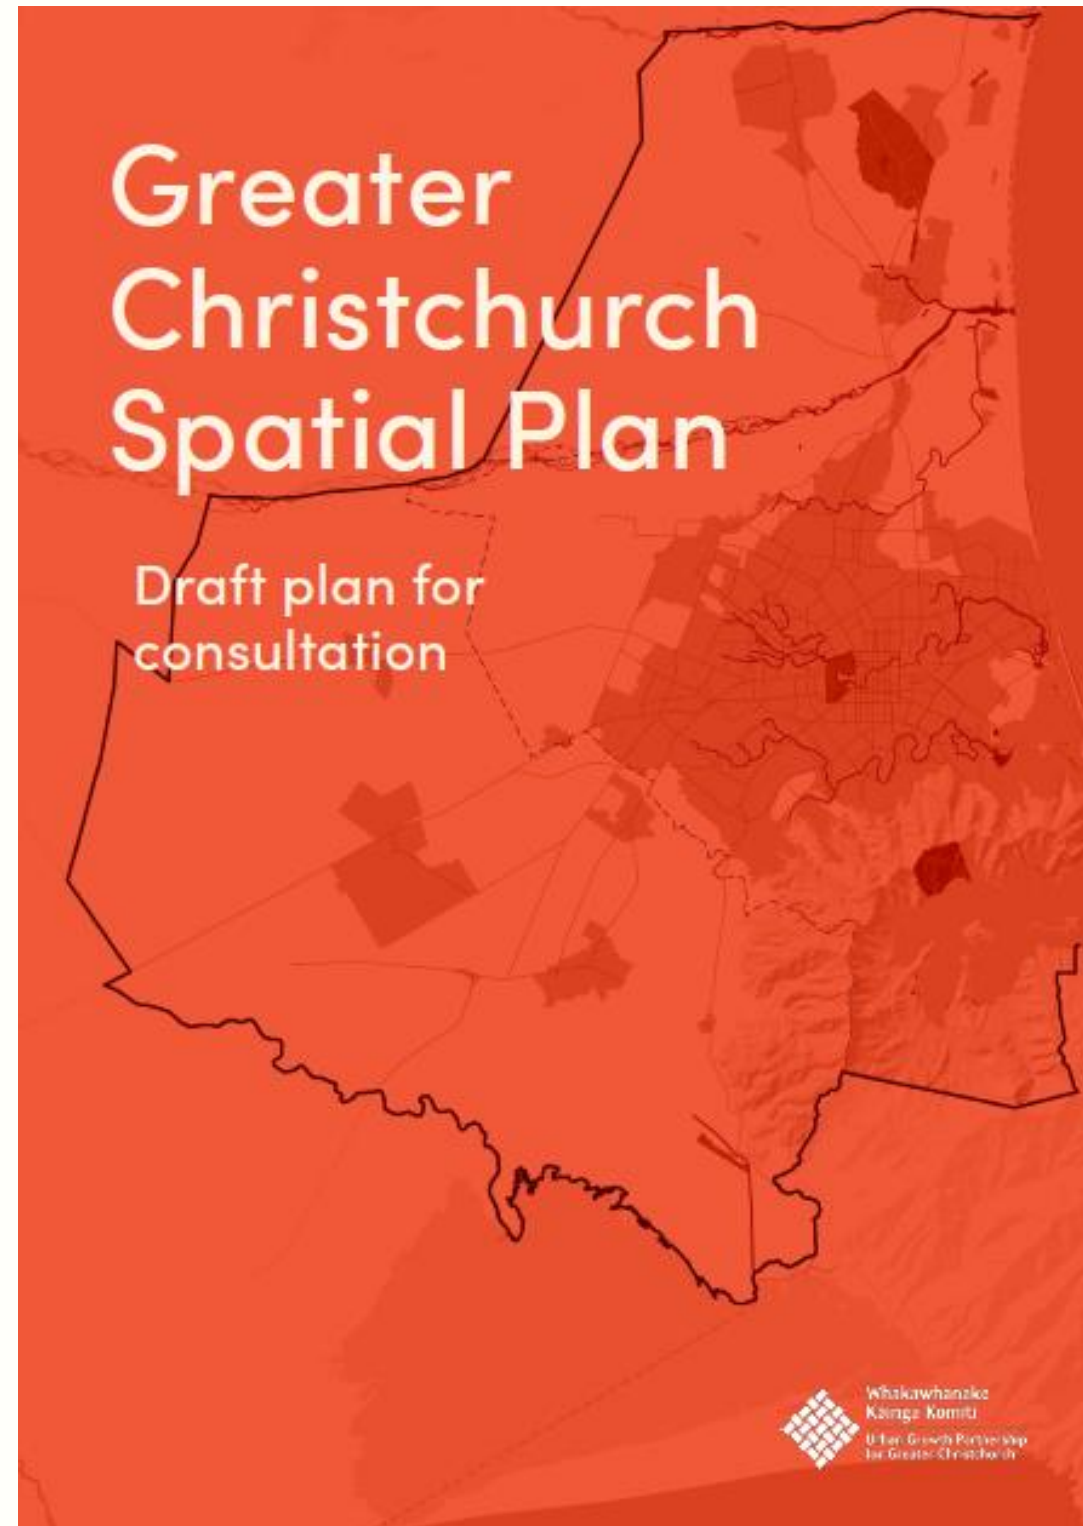 Greater
Christchurch
Spatial Plan
Draft plan for
consultation
Whakawhanake
Kāinga Komiti
Urban Growth Partnership
for Greater Christchurch